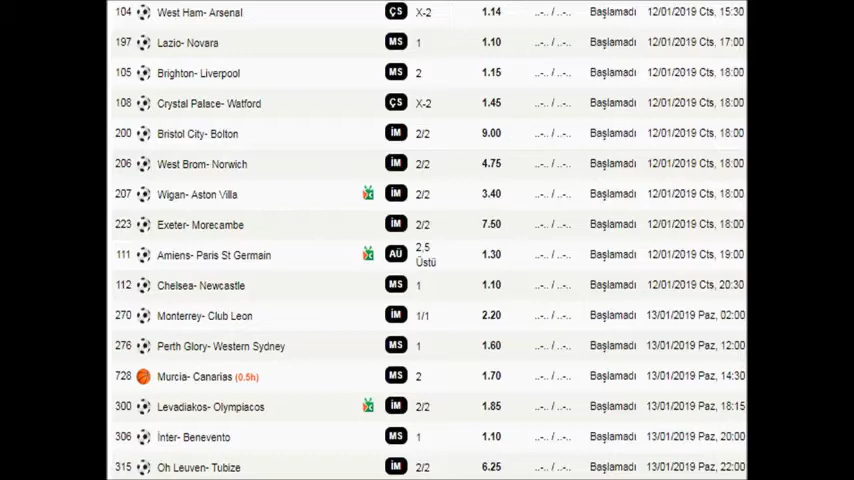 104 West Ham- Arsenal ÇS X-2 1.14 ..-.. / ..-.. Başlamadı 12/01/2019 Cts, 15:30
197 Lazio- Novara MS 1 1.10 ..-.. / ..-.. Başlamadı 12/01/2019 Cts, 17:00
105 Brighton- Liverpool MS 2 1.15 ..-.. / ..-.. Başlamadı 12/01/2019 Cts, 18:00
108 Crystal Palace- Watford ÇS X-2 1.45 ..-.. / ..-.. Başlamadı 12/01/2019 Cts, 18:00
200 Bristol City- Bolton İM 2/2 9.00 ..-.. / ..-.. Başlamadı 12/01/2019 Cts, 18:00
206 West Brom- Norwich İM 2/2 4.75 ..-.. / ..-.. Başlamadı 12/01/2019 Cts, 18:00
207 Wigan- Aston Villa İM 2/2 3.40 ..-.. / ..-.. Başlamadı 12/01/2019 Cts, 18:00
223 Exeter- Morecambe İM 2/2 7.50 ..-.. / ..-.. Başlamadı 12/01/2019 Cts, 18:00
111 Amiens- Paris St Germain AÜ 2,5 Üstü 1.30 ..-.. / ..-.. Başlamadı 12/01/2019 Cts, 19:00
112 Chelsea- Newcastle MS 1 1.10 ..-.. / ..-.. Başlamadı 12/01/2019 Cts, 20:30
270 Monterrey- Club Leon İM 1/1 2.20 ..-.. / ..-.. Başlamadı 13/01/2019 Paz, 02:00
276 Perth Glory- Western Sydney MS 1 1.60 ..-.. / ..-.. Başlamadı 13/01/2019 Paz, 12:00
728 Murcia- Canarias (0.5h) MS 2 1.70 ..-.. / ..-.. Başlamadı 13/01/2019 Paz, 14:30
300 Levadiakos- Olympiacos İM 2/2 1.85 ..-.. / ..-.. Başlamadı 13/01/2019 Paz, 18:15
306 İnter- Benevento MS 1 1.10 ..-.. / ..-.. Başlamadı 13/01/2019 Paz, 20:00
315 Oh Leuven- Tubize İM 2/2 6.25 ..-.. / ..-.. Başlamadı 13/01/2019 Paz, 22:00